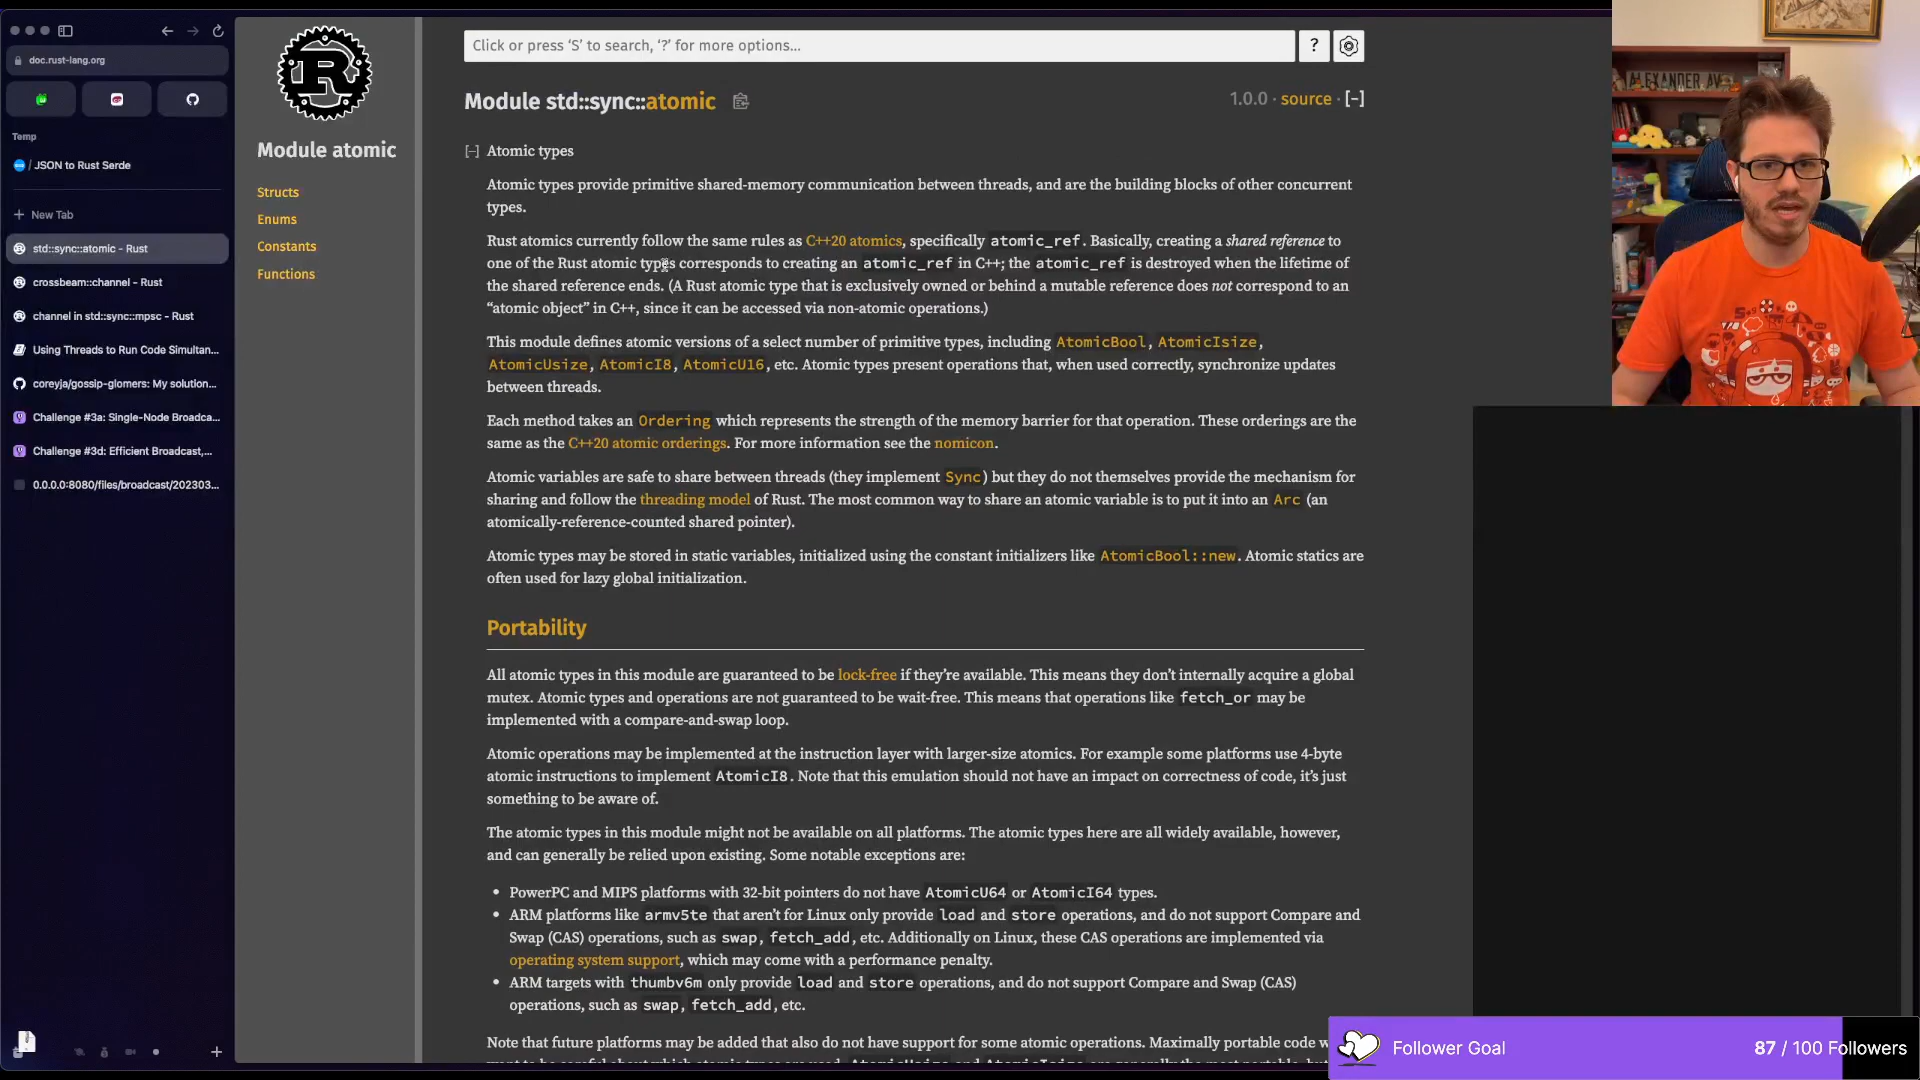 doc.rust-lang.org
Temp
/ JSON to Rust Serde
New Tab
std::sync::atomic - Rust
crossbeam::channel - Rust
channel in std::sync::mpsc - Rust
Using Threads to Run Code Simultan...
coreyja/gossip-glomers: My solution...
Challenge #3a: Single-Node Broadca...
Challenge #3d: Efficient Broadcast,...
0.0.0.0:8080/files/broadcast/202303...
R
Module atomic
Structs
Enums
Constants
Functions
Click or press ‘S’ to search, ‘?’ for more options...
?
Module std::sync::atomic
1.0.0 · source · [-]
[-] Atomic types
Atomic types provide primitive shared-memory communication between threads, and are the building blocks of other concurrent
types.
Rust atomics currently follow the same rules as C++20 atomics, specifically atomic_ref. Basically, creating a shared reference to
one of the Rust atomic types corresponds to creating an atomic_ref in C++; the atomic_ref is destroyed when the lifetime of
the shared reference ends. (A Rust atomic type that is exclusively owned or behind a mutable reference does not correspond to an
“atomic object” in C++, since it can be accessed via non-atomic operations.)
This module defines atomic versions of a select number of primitive types, including AtomicBool, AtomicIsize,
AtomicUsize, AtomicI8, AtomicU16, etc. Atomic types present operations that, when used correctly, synchronize updates
between threads.
Each method takes an Ordering which represents the strength of the memory barrier for that operation. These orderings are the
same as the C++20 atomic orderings. For more information see the nomicon.
Atomic variables are safe to share between threads (they implement Sync) but they do not themselves provide the mechanism for
sharing and follow the threading model of Rust. The most common way to share an atomic variable is to put it into an Arc (an
atomically-reference-counted shared pointer).
Atomic types may be stored in static variables, initialized using the constant initializers like AtomicBool::new. Atomic statics are
often used for lazy global initialization.
Portability
All atomic types in this module are guaranteed to be lock-free if they’re available. This means they don’t internally acquire a global
mutex. Atomic types and operations are not guaranteed to be wait-free. This means that operations like fetch_or may be
implemented with a compare-and-swap loop.
Atomic operations may be implemented at the instruction layer with larger-size atomics. For example some platforms use 4-byte
atomic instructions to implement AtomicI8. Note that this emulation should not have an impact on correctness of code, it’s just
something to be aware of.
The atomic types in this module might not be available on all platforms. The atomic types here are all widely available, however,
and can generally be relied upon existing. Some notable exceptions are:
• PowerPC and MIPS platforms with 32-bit pointers do not have AtomicU64 or AtomicI64 types.
• ARM platforms like armv5te that aren’t for Linux only provide load and store operations, and do not support Compare and
Swap (CAS) operations, such as swap, fetch_add, etc. Additionally on Linux, these CAS operations are implemented via
operating system support, which may come with a performance penalty.
• ARM targets with thumbv6m only provide load and store operations, and do not support Compare and Swap (CAS)
operations, such as swap, fetch_add, etc.
Note that future platforms may be added that also do not have support for some atomic operations. Maximally portable code
ALEXANDER AV
Follower Goal
87 / 100 Followers